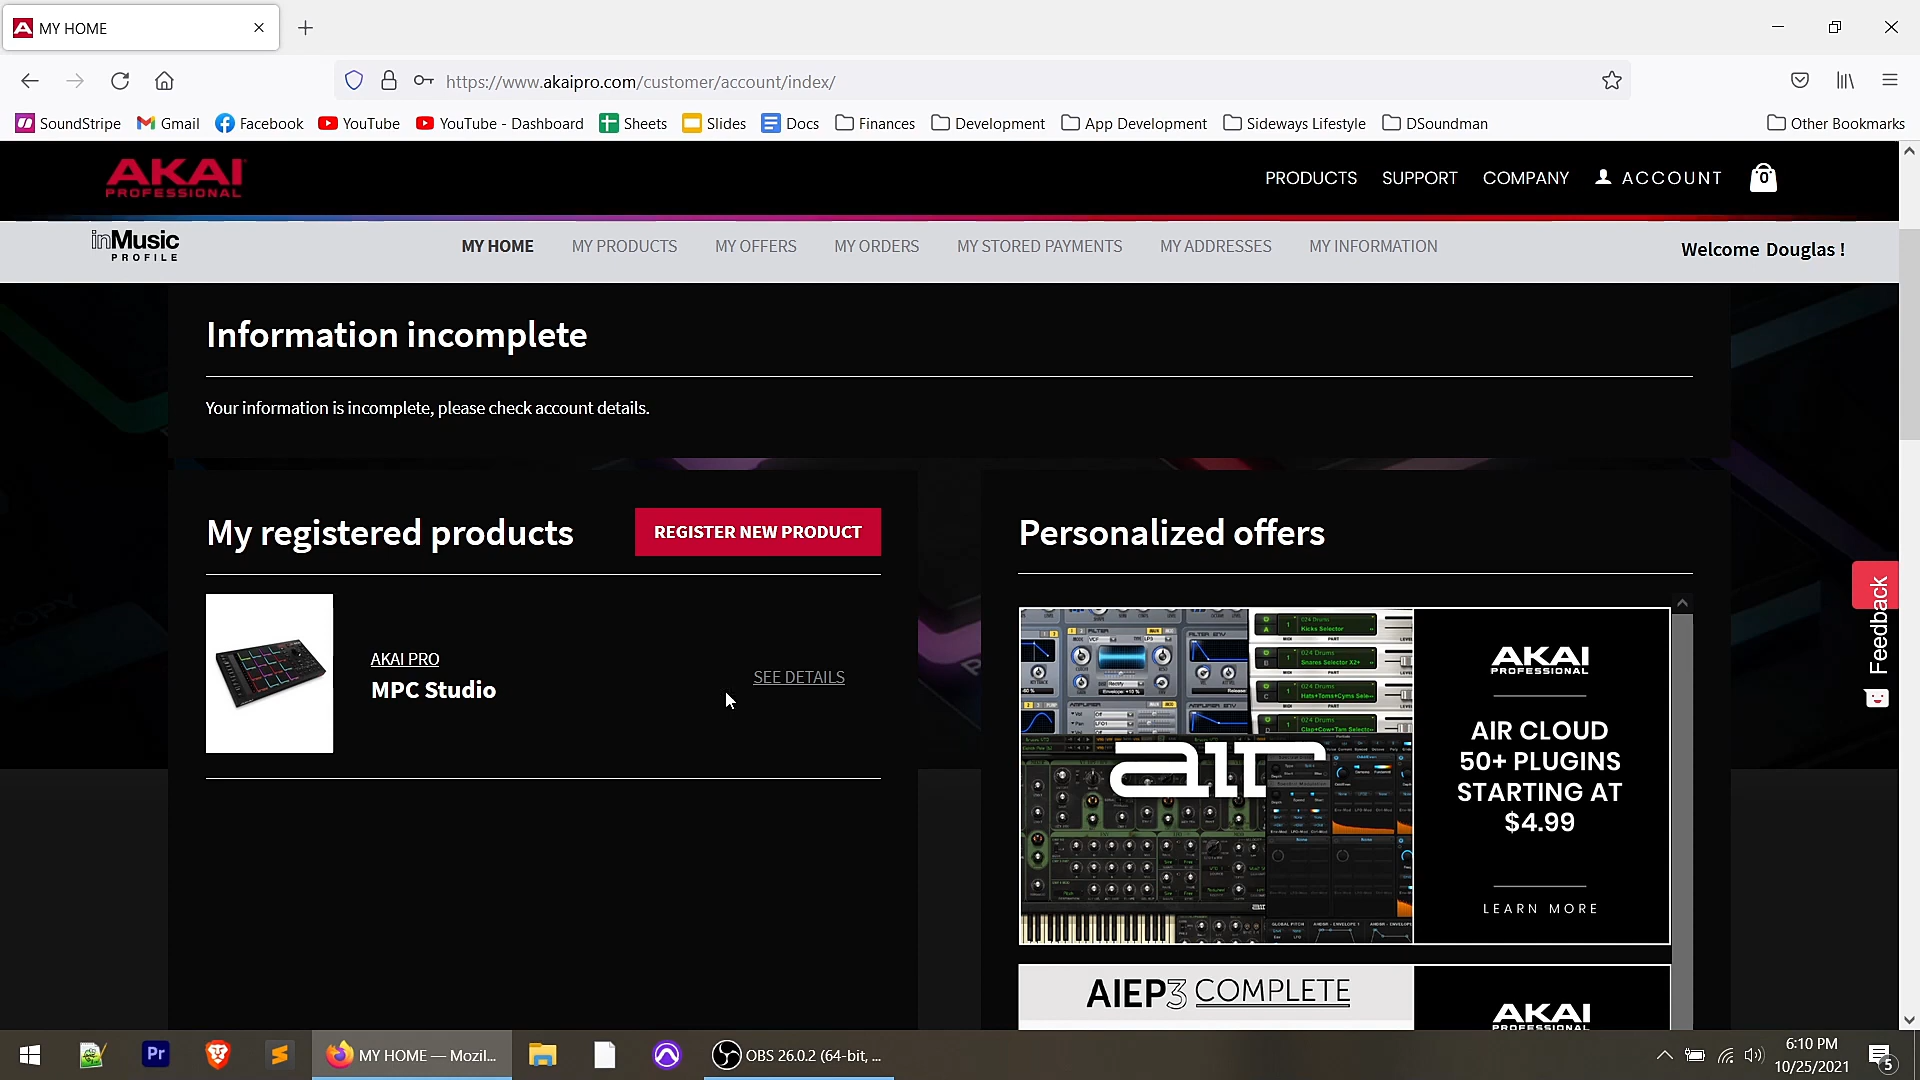 MY HOME
https://www.akaipro.com/customer/account/index/
SoundStripe Gmail Facebook YouTube YouTube - Dashboard Sheets Slides Docs Finances Development App Development Sideways Lifestyle DSoundman Other Bookmarks
AKAI
PROFESSIONAL
PRODUCTS SUPPORT COMPANY ACCOUNT 0
inMusic
PROFILE
MY HOME MY PRODUCTS MY OFFERS MY ORDERS MY STORED PAYMENTS MY ADDRESSES MY INFORMATION
Welcome Douglas !
Information incomplete
Your information is incomplete, please check account details.
My registered products
REGISTER NEW PRODUCT
AKAI PRO
MPC Studio
SEE DETAILS
Personalized offers
AKAI
PROFESSIONAL
AIR CLOUD
50+ PLUGINS
STARTING AT
$4.99
LEARN MORE
AIEP3 COMPLETE
AKAI
PROFESSIONAL
Feedback
MY HOME — Mozil...
OBS 26.0.2 (64-bit, ...
6:10 PM
10/25/2021
5